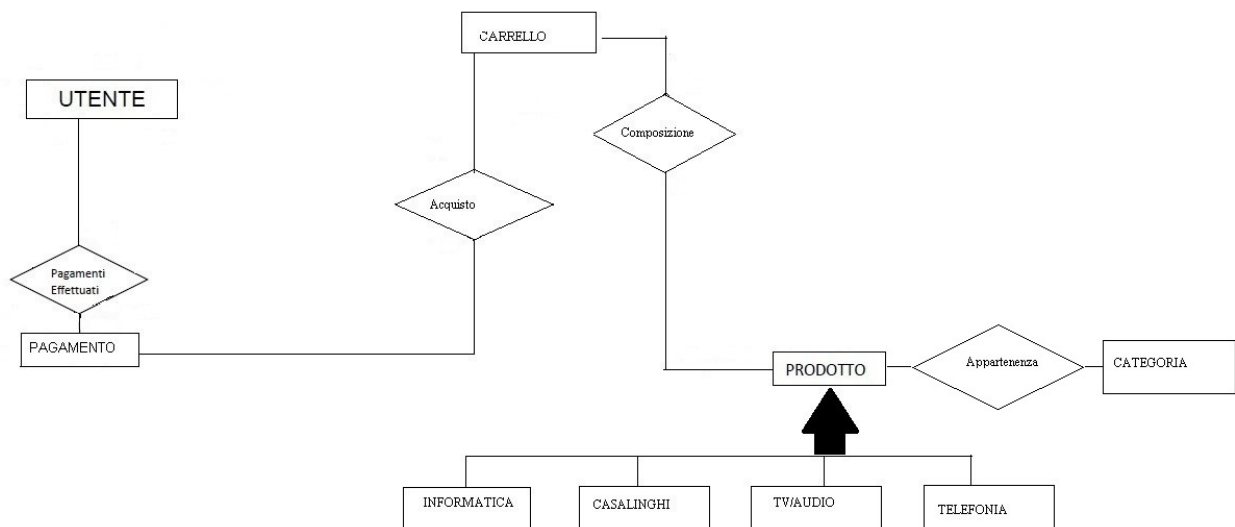 CARRELLO
UTENTE
Composizione
Acquisto
Pagamenti
Effettuati
PAGAMENTO
PRODOTTO
Appartenenza
CATEGORIA
INFORMATICA
CASALINGHI
TV/AUDIO
TELEFONIA